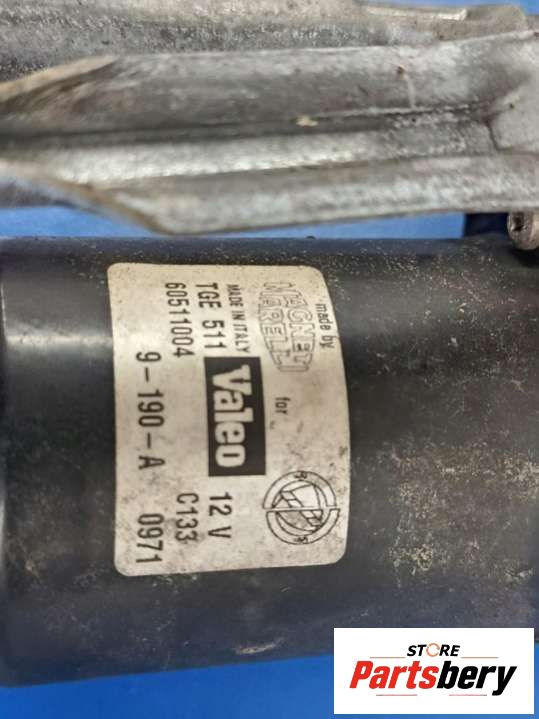 made by
MAGNETI
MARELLI
for
Valeo
MADE IN ITALY
TGE 511
12 V
60511004
C133
9-190-A
0971
STORE
Partsbery